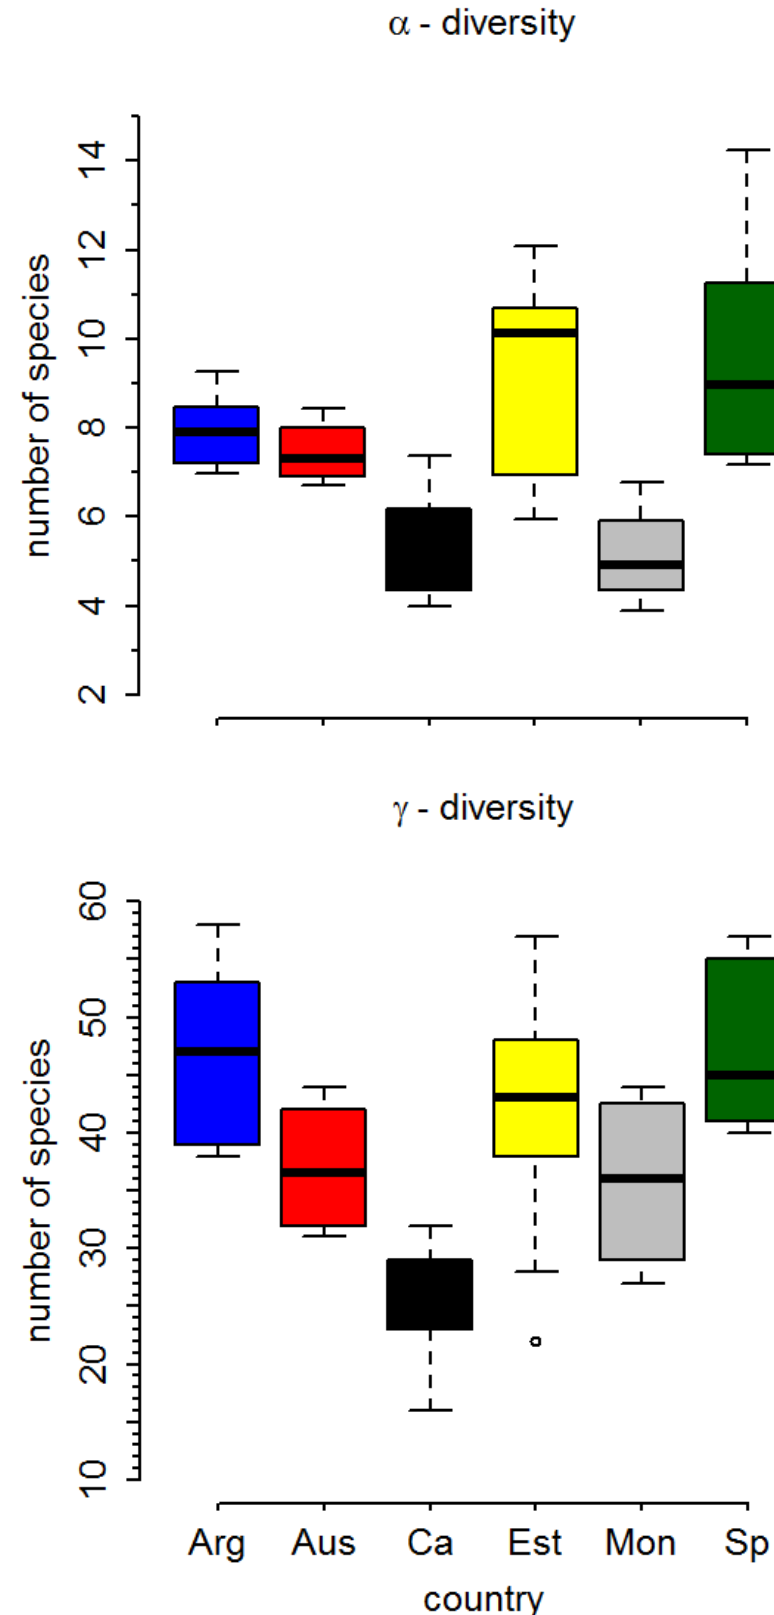 α - diversity
number of species
14
12
10
8
6
4
2
γ - diversity
number of species
60
50
40
30
20
10
Arg Aus Ca Est Mon Sp
country